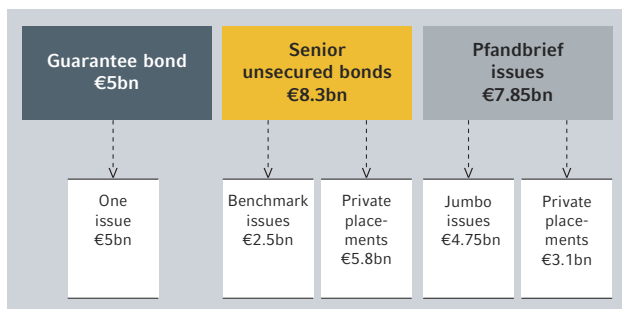 Guarantee bond
€5bn
Senior
unsecured bonds
€8.3bn
Pfandbrief
issues
€7.85bn
One
issue
€5bn
Benchmark
issues
€2.5bn
Private
place-
ments
€5.8bn
Jumbo
issues
€4.75bn
Private
place-
ments
€3.1bn